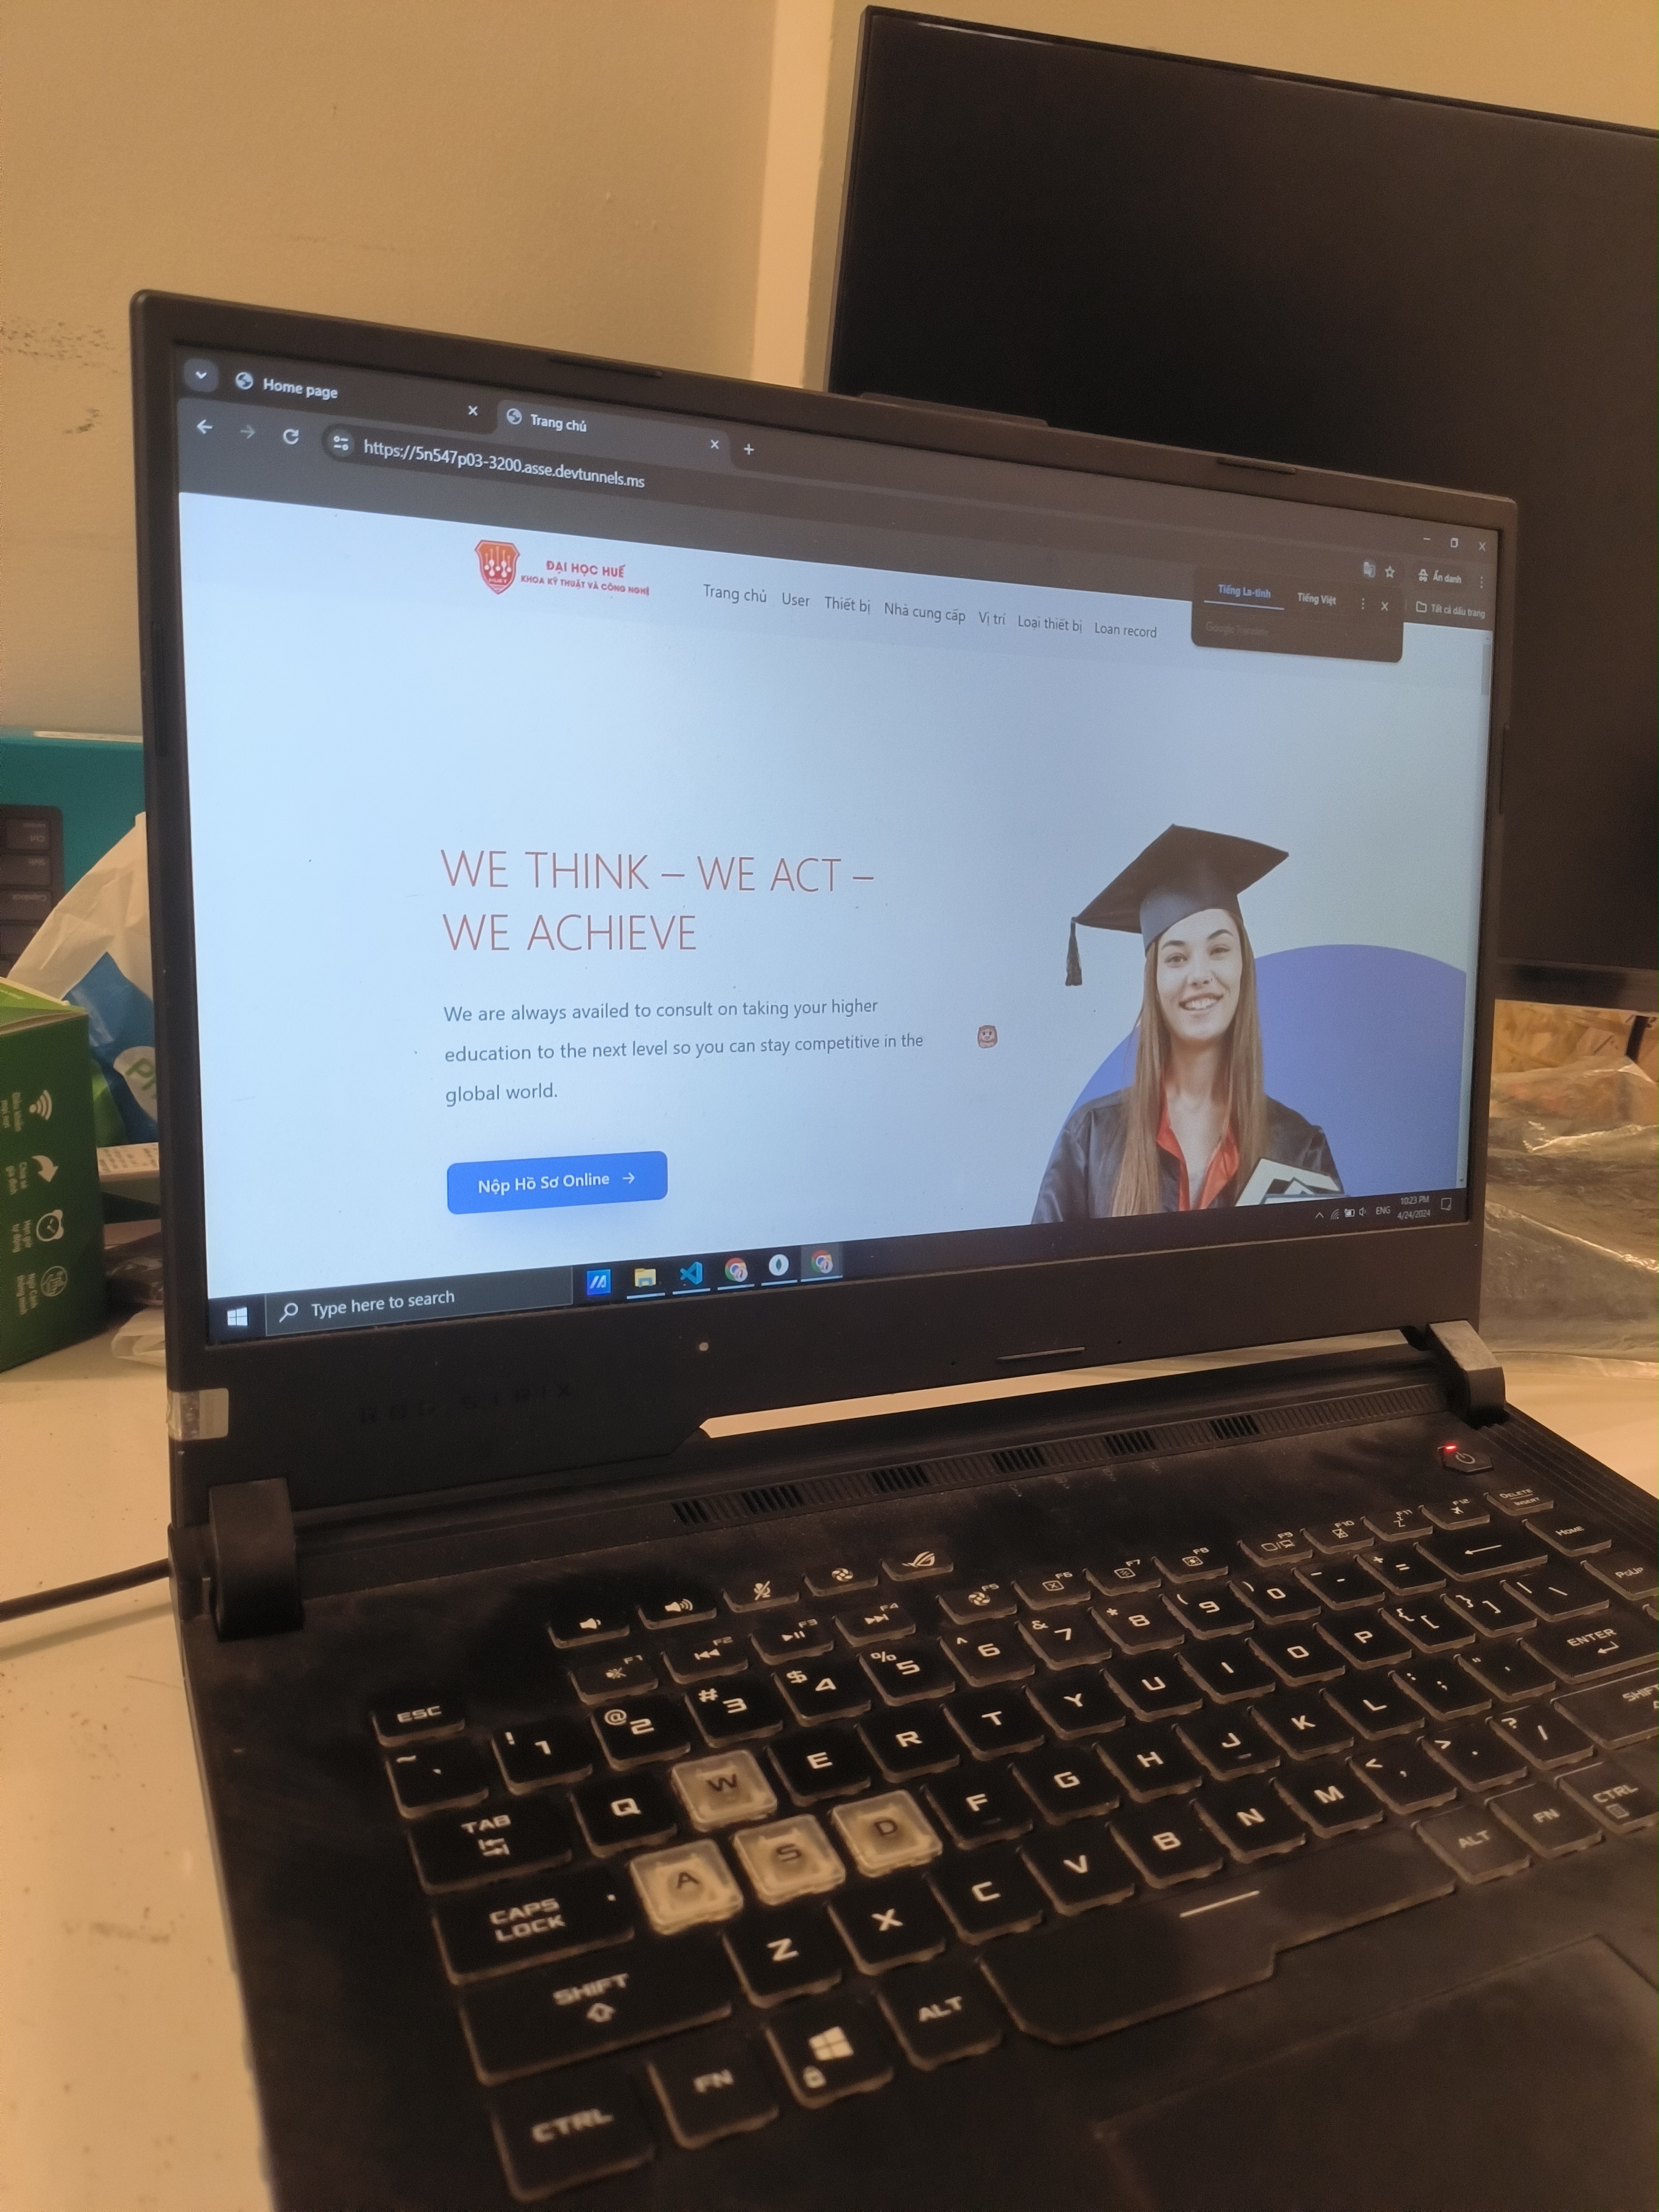 Home page
Trang chủ
https://5n547p03-3200.asse.devtunnels.ms
Ẩn danh
Tất cả dấu trang
Tiếng La-tinh
Tiếng Việt
Google Translate
ĐẠI HỌC HUẾ
KHOA KỸ THUẬT VÀ CÔNG NGHỆ
Trang chủ User Thiết bị Nhà cung cấp Vị trí Loại thiết bị Loan record
WE THINK – WE ACT –
WE ACHIEVE
We are always availed to consult on taking your higher
education to the next level so you can stay competitive in the
global world.
Nộp Hồ Sơ Online →
Type here to search
ENG
10:23 PM
4/24/2024
ROG STRIX
F1 F2 F3 F4 F5 F6 F7 F8 F9 F10 F11 F12 DELETE INSERT
ESC
~ ` ! 1 @ 2 # 3 $ 4 % 5 ^ 6 & 7 * 8 ( 9 ) 0 - + = HOME
TAB Q W E R T Y U I O P { [ } ] | \ PGUP
CAPS LOCK A S D F G H J K L : ; " ' ENTER
SHIFT Z X C V B N M < , > . ? / SHIFT
CTRL FN ALT ALT FN CTRL